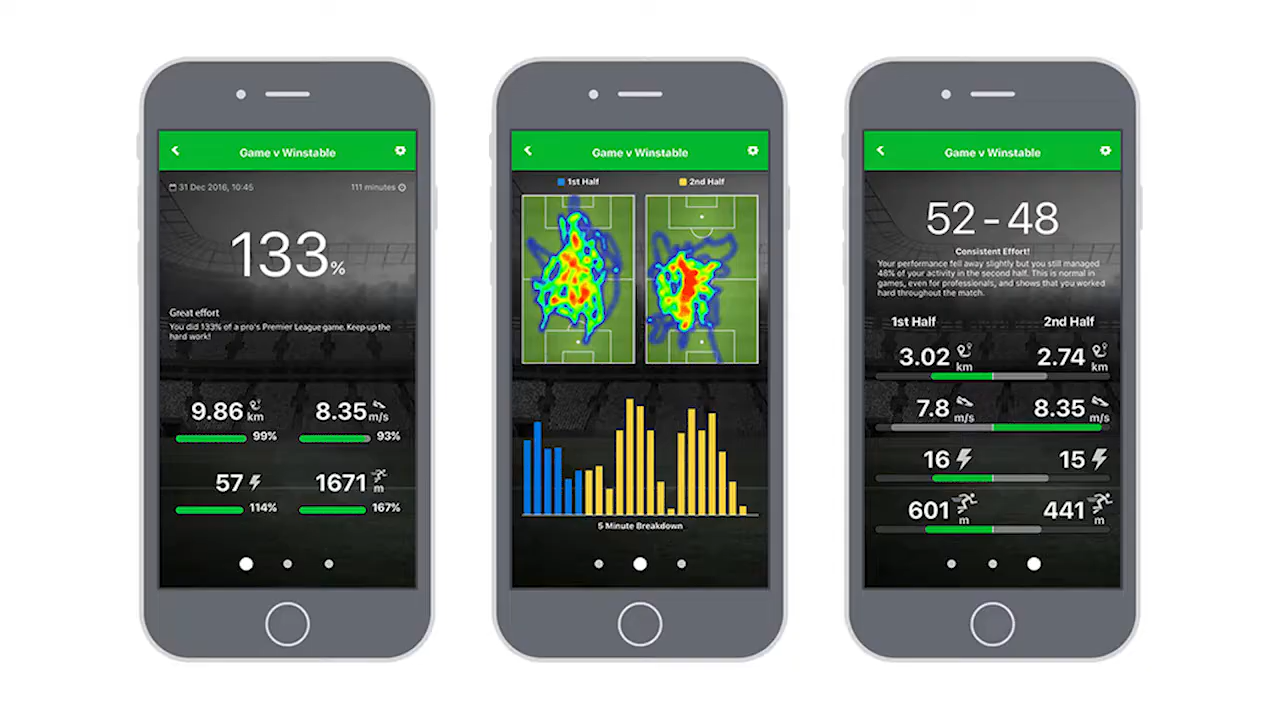 Game v Winstable
31 Dec 2016, 10:45
111 minutes
133%
Great effort
You did 133% of a pro's Premier League game. Keep up the
hard work!
9.86 km
8.35 m/s
99%
93%
57
1671 m
114%
167%
Game v Winstable
1st Half
2nd Half
5 Minute Breakdown
Game v Winstable
52 - 48
Consistent Effort!
Your performance fell away slightly but you still managed
48% of your activity in the second half. This is normal in
games, even for professionals, and shows that you worked
hard throughout the match.
1st Half
2nd Half
3.02 km
2.74 km
7.8 m/s
8.35 m/s
16
15
601 m
441 m